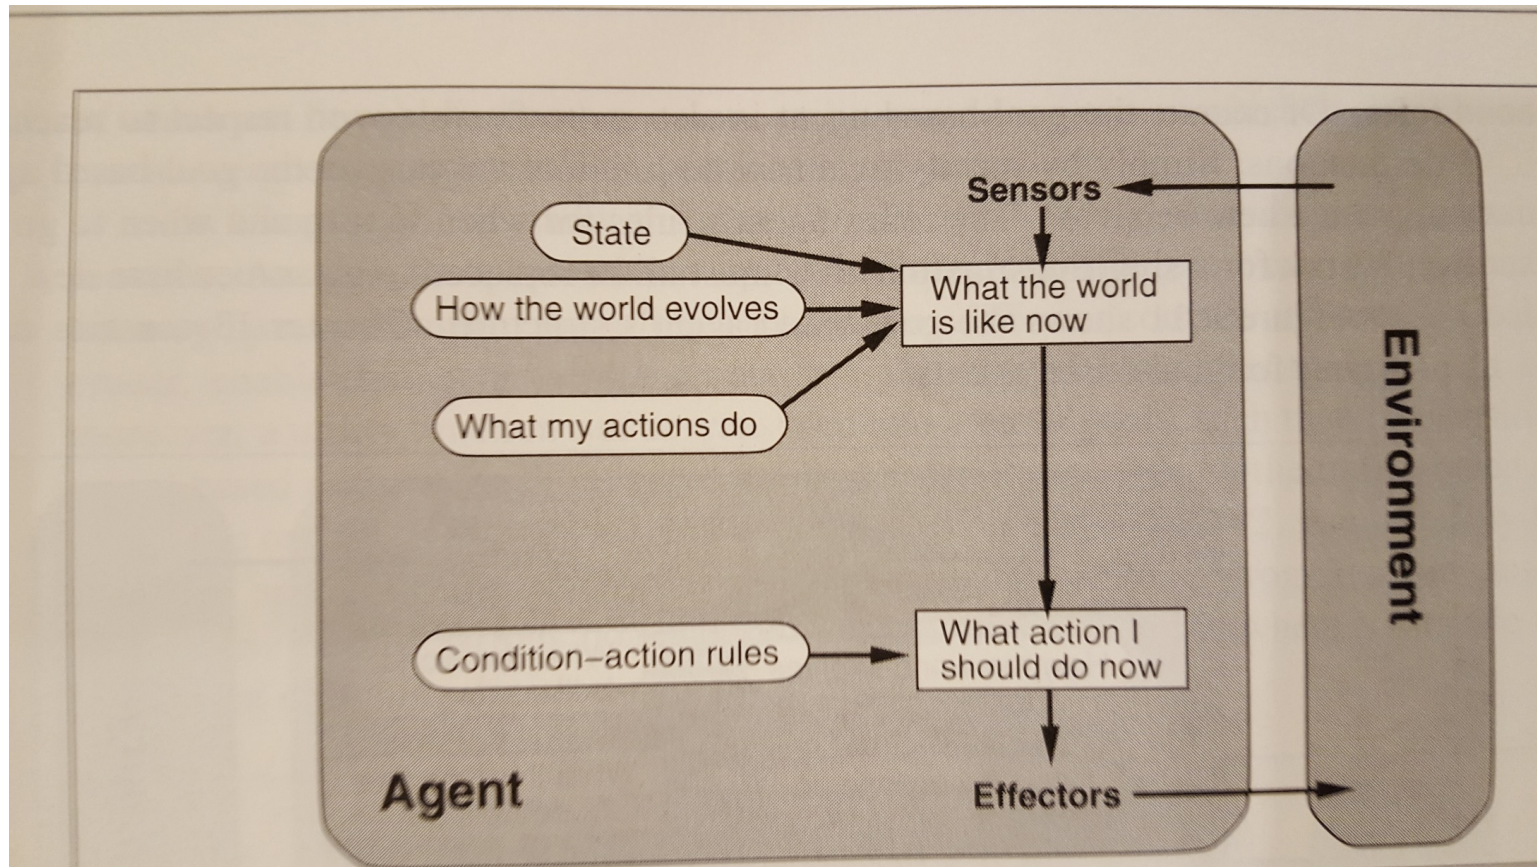 Sensors
State
What the world
is like now
How the world evolves
What my actions do
Environment
Condition–action rules
What action I
should do now
Agent
Effectors